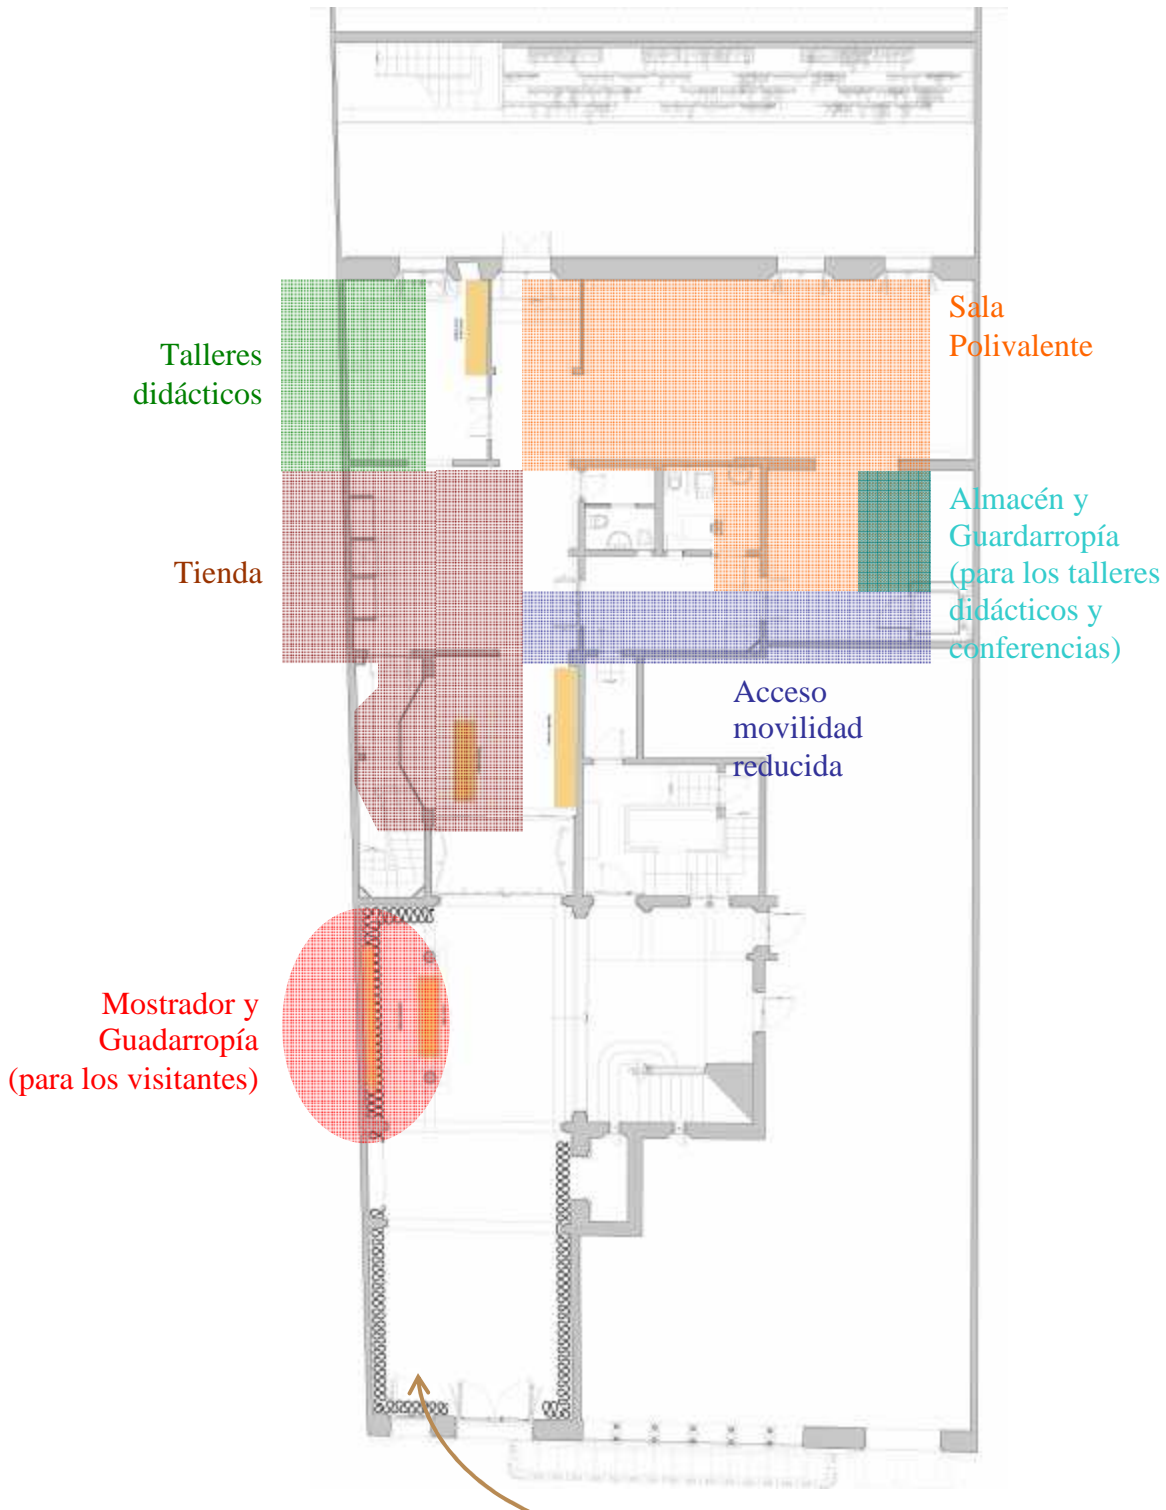 Sala
Polivalente
Talleres
didácticos
Almacén y
Guardarropía
(para los talleres
didácticos y
conferencias)
Tienda
Acceso
movilidad
reducida
Mostrador y
Guadarropía
(para los visitantes)